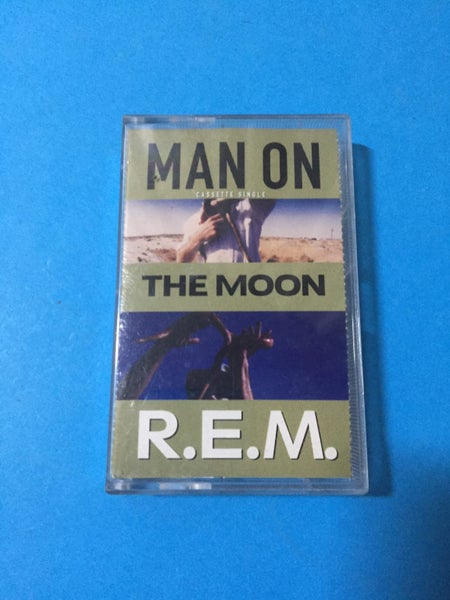 MAN ON
CASSETTE SINGLE
THE MOON
R.E.M.